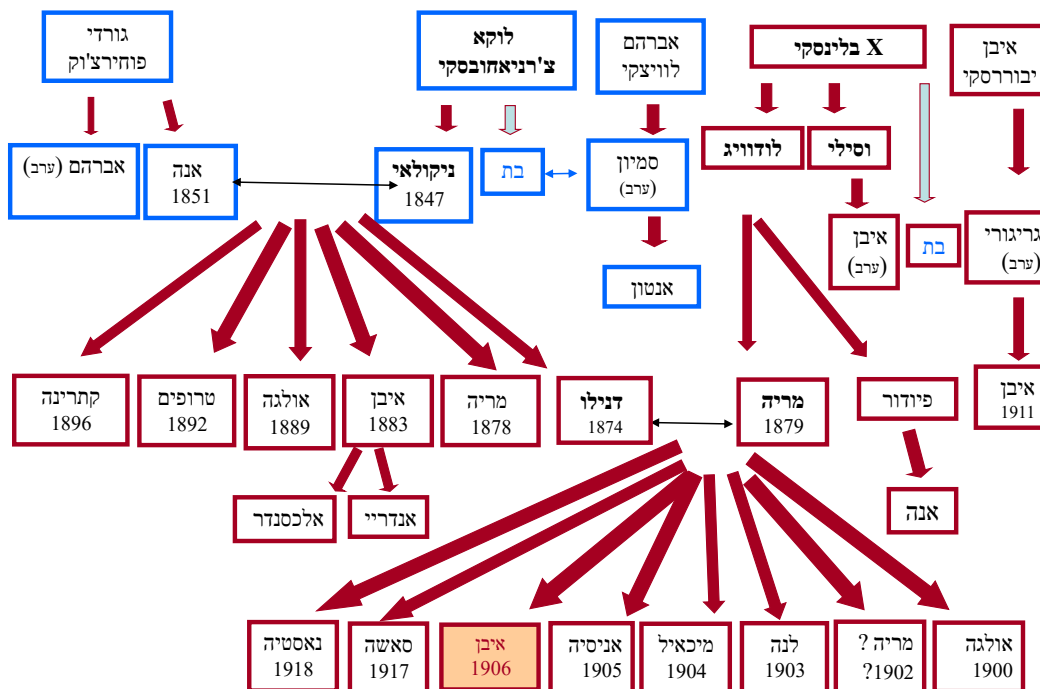 איבן
יבוררסקי
X בלינסקי
אברהם
לוויצקי
לוקא
צ'רניאחובסקי
גורדי
פוחירצ'וק
גריגורי
(ערב)
בת
איבן
(ערב)
וסילי
לודוויג
סמיון
(ערב)
בת
ניקולאי
1847
אנה
1851
אברהם (ערב)
אנטון
איבן
1911
פיודור
מריה
1879
דנילו
1874
מריה
1878
איבן
1883
אולגה
1889
טרופים
1892
קתרינה
1896
אנה
אנדריי
אלכסנדר
אולגה
1900
מריה ?
1902?
לנה
1903
מיכאיל
1904
אניסיה
1905
איבן
1906
סאשה
1917
נאסטיה
1918